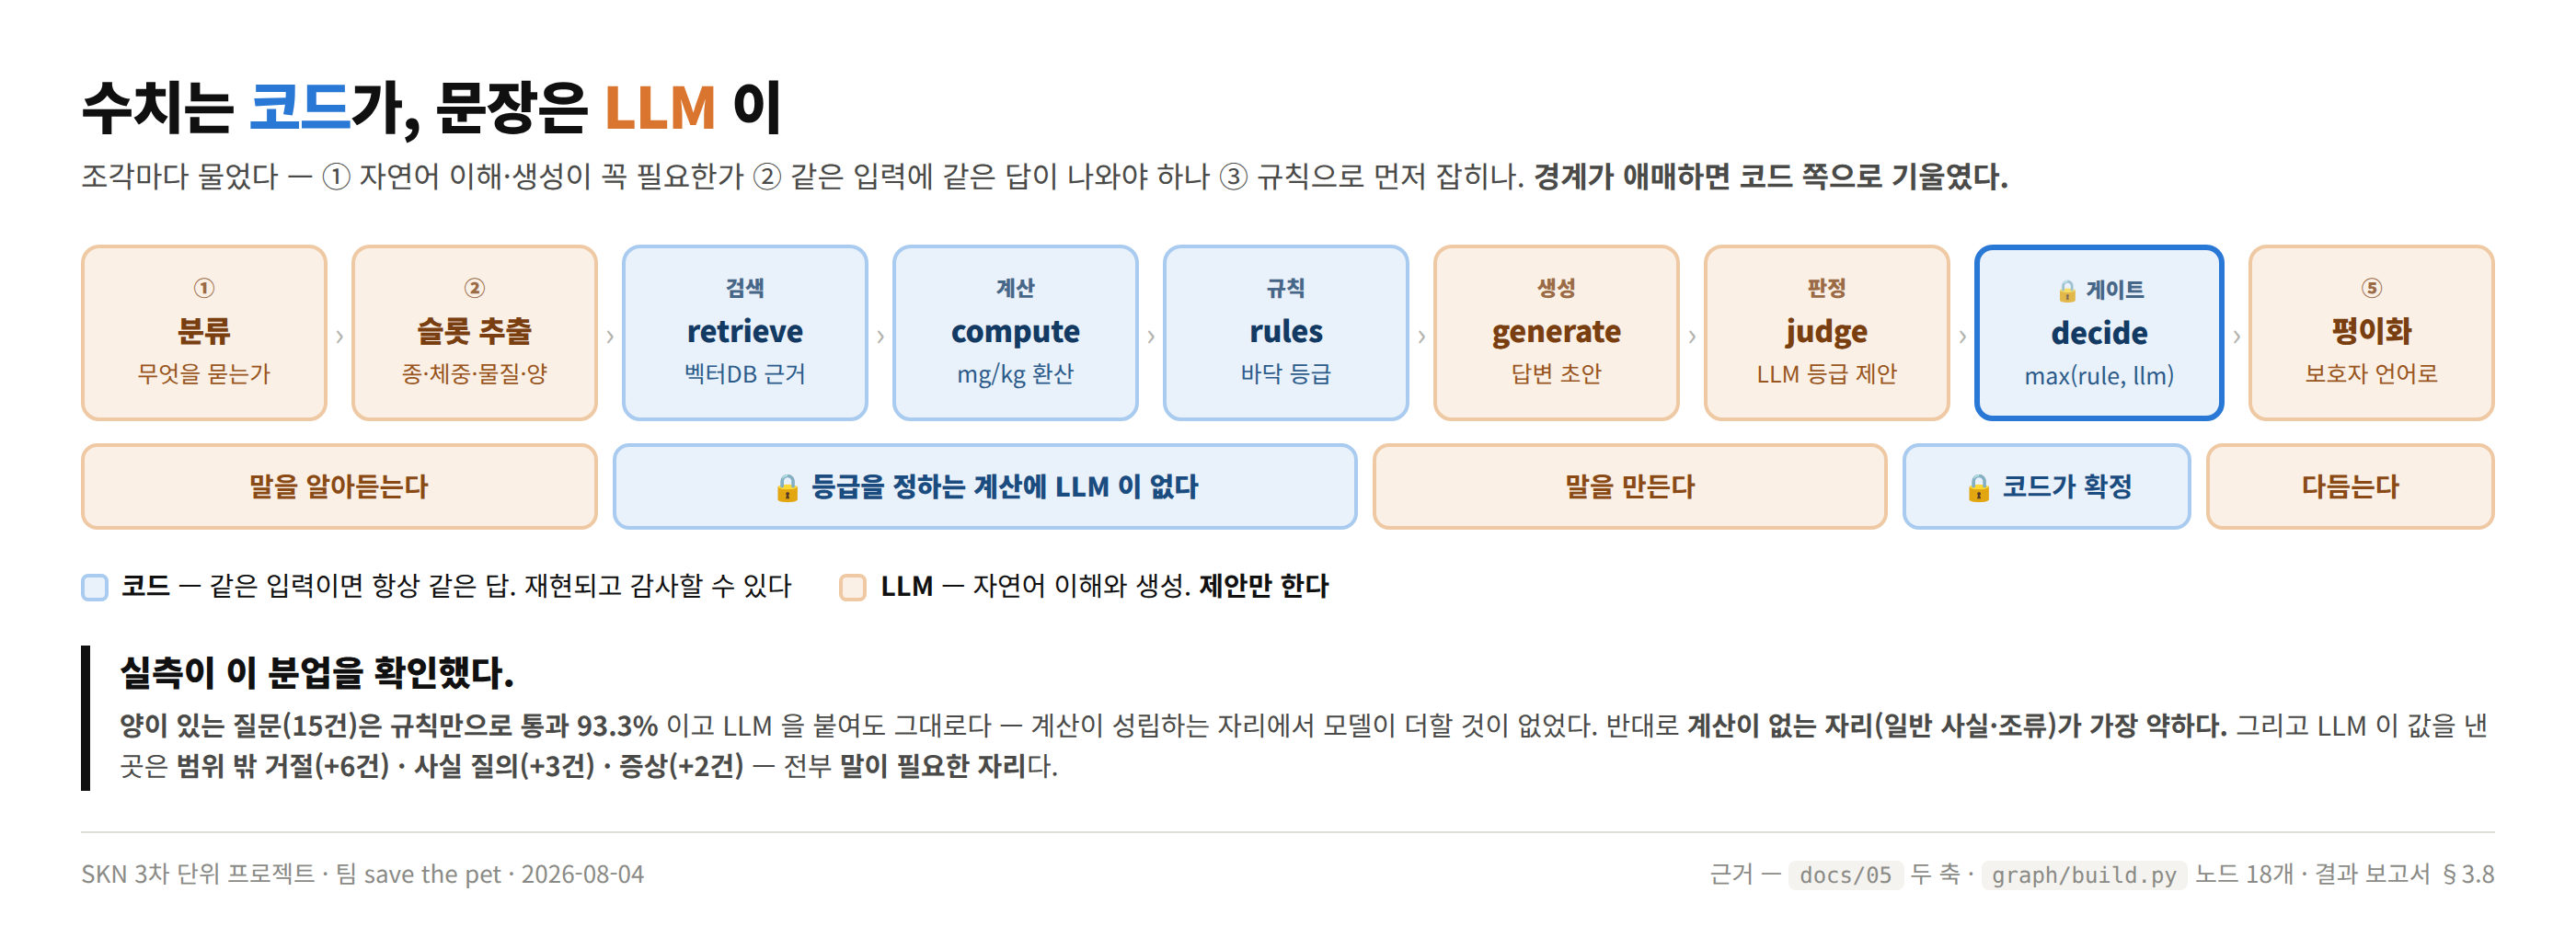 수치는 코드가, 문장은 LLM 이
조각마다 물었다 — ① 자연어 이해·생성이 꼭 필요한가 ② 같은 입력에 같은 답이 나와야 하나 ③ 규칙으로 먼저 잡히나. 경계가 애매하면 코드 쪽으로 기울였다.
①
분류
무엇을 묻는가
›
②
슬롯 추출
종·체중·물질·양
›
검색
retrieve
벡터DB 근거
›
계산
compute
mg/kg 환산
›
규칙
rules
바닥 등급
›
생성
generate
답변 초안
›
판정
judge
LLM 등급 제안
›
🔒 게이트
decide
max(rule, llm)
›
⑤
평이화
보호자 언어로
말을 알아듣는다
🔒 등급을 정하는 계산에 LLM 이 없다
말을 만든다
🔒 코드가 확정
다듬는다
코드 — 같은 입력이면 항상 같은 답. 재현되고 감사할 수 있다
LLM — 자연어 이해와 생성. 제안만 한다
실측이 이 분업을 확인했다.
양이 있는 질문(15건)은 규칙만으로 통과 93.3% 이고 LLM 을 붙여도 그대로다 — 계산이 성립하는 자리에서 모델이 더할 것이 없었다. 반대로 계산이 없는 자리(일반 사실·조류)가 가장 약하다. 그리고 LLM 이 값을 낸
곳은 범위 밖 거절(+6건) · 사실 질의(+3건) · 증상(+2건) — 전부 말이 필요한 자리다.
SKN 3차 단위 프로젝트 · 팀 save the pet · 2026-08-04
근거 — docs/05 두 축 · graph/build.py 노드 18개 · 결과 보고서 §3.8